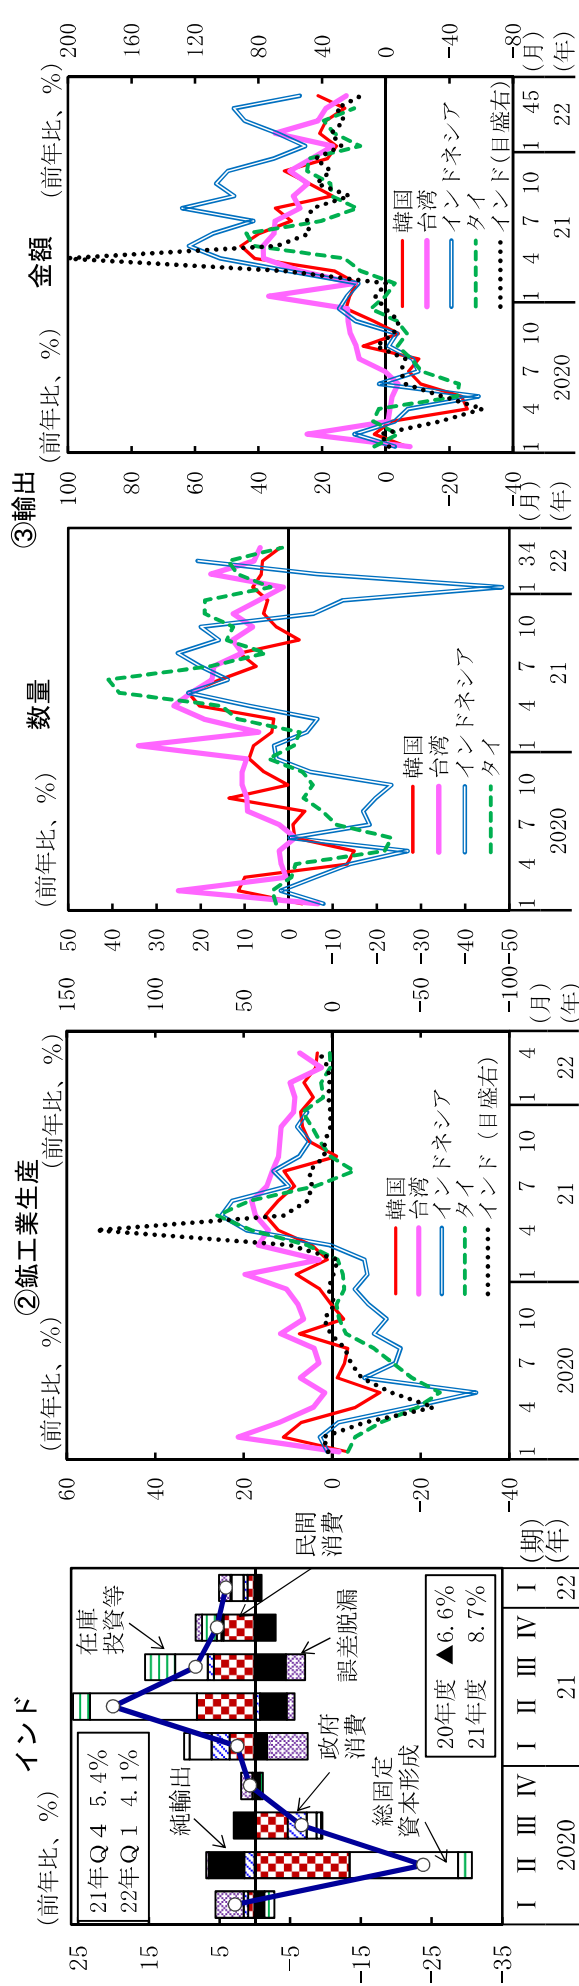 インド
(前年比、%)
21年Q4 5.4%
22年Q1 4.1%
純輸出
政府
消費
総固定
資本形成
在庫
投資等
民間
消費
誤差脱漏
20年度 ▲6.6%
21年度 8.7%
25
15
5
-5
-15
-25
-35
I II III IV I II III IV I (期)
2020 21 22 (年)
②鉱工業生産
(前年比、%) (前年比、%)
60
40
20
0
-20
-40
150
100
50
0
-50
-100
韓国
台湾
インドネシア
タイ
インド(目盛右)
1 4 7 10 1 4 7 10 1 4 (月)
2020 21 22 (年)
③輸出
数量
(前年比、%)
50
40
30
20
10
0
-10
-20
-30
-40
-50
韓国
台湾
インドネシア
タイ
1 4 7 10 1 4 7 10 1 34 (月)
2020 21 22 (年)
金額
(前年比、%) (前年比、%)
100
80
60
40
20
0
-20
-40
200
160
120
80
40
0
-40
-80
韓国
台湾
インドネシア
タイ
インド(目盛右)
1 4 7 10 1 4 7 10 1 45 (月)
2020 21 22 (年)